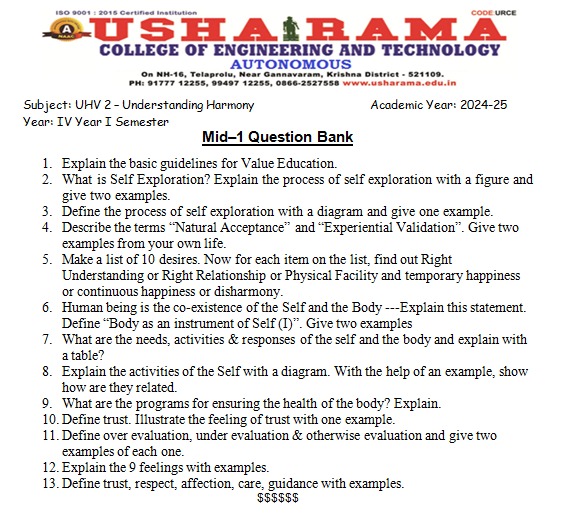 ISO 9001 : 2015 Certified Institution
CODE: URCE
A
NAAC
USHA RAMA
COLLEGE OF ENGINEERING AND TECHNOLOGY
AUTONOMOUS
On NH-16, Telaprolu, Near Gannavaram, Krishna District - 521109.
PH: 91777 12255, 99497 12255, 0866-2527558 www.usharama.edu.in
Subject: UHV 2 – Understanding Harmony Academic Year: 2024-25
Year: IV Year I Semester
Mid–1 Question Bank
1. Explain the basic guidelines for Value Education.
2. What is Self Exploration? Explain the process of self exploration with a figure and
give two examples.
3. Define the process of self exploration with a diagram and give one example.
4. Describe the terms “Natural Acceptance” and “Experiential Validation”. Give two
examples from your own life.
5. Make a list of 10 desires. Now for each item on the list, find out Right
Understanding or Right Relationship or Physical Facility and temporary happiness
or continuous happiness or disharmony.
6. Human being is the co-existence of the Self and the Body ---Explain this statement.
Define “Body as an instrument of Self (I)”. Give two examples
7. What are the needs, activities & responses of the self and the body and explain with
a table?
8. Explain the activities of the Self with a diagram. With the help of an example, show
how are they related.
9. What are the programs for ensuring the health of the body? Explain.
10. Define trust. Illustrate the feeling of trust with one example.
11. Define over evaluation, under evaluation & otherwise evaluation and give two
examples of each one.
12. Explain the 9 feelings with examples.
13. Define trust, respect, affection, care, guidance with examples.
$$$$$$